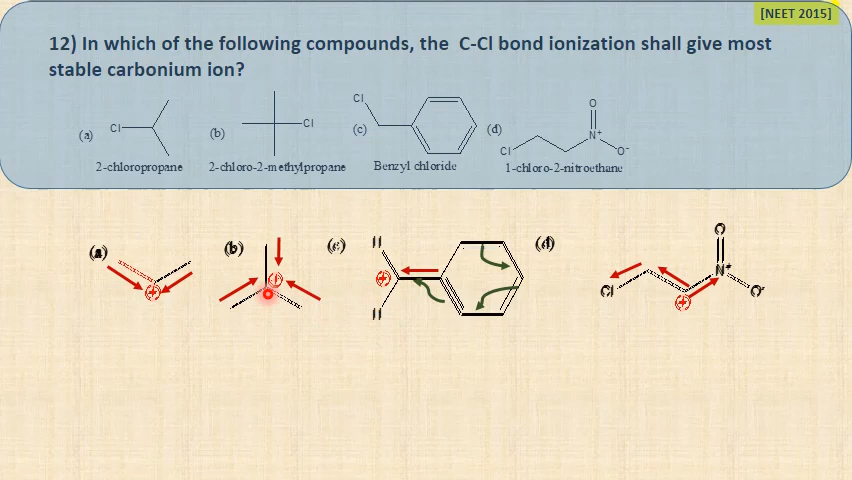 [NEET 2015]
12) In which of the following compounds, the C-Cl bond ionization shall give most
stable carbonium ion?
(a) Cl
(b) Cl
(c) Cl
(d) Cl N+ O O-
2-chloropropane
2-chloro-2-methylpropane
Benzyl chloride
1-chloro-2-nitroethane
(a) +
(b) +
(c) H + H
(d) Cl + N+ O O-